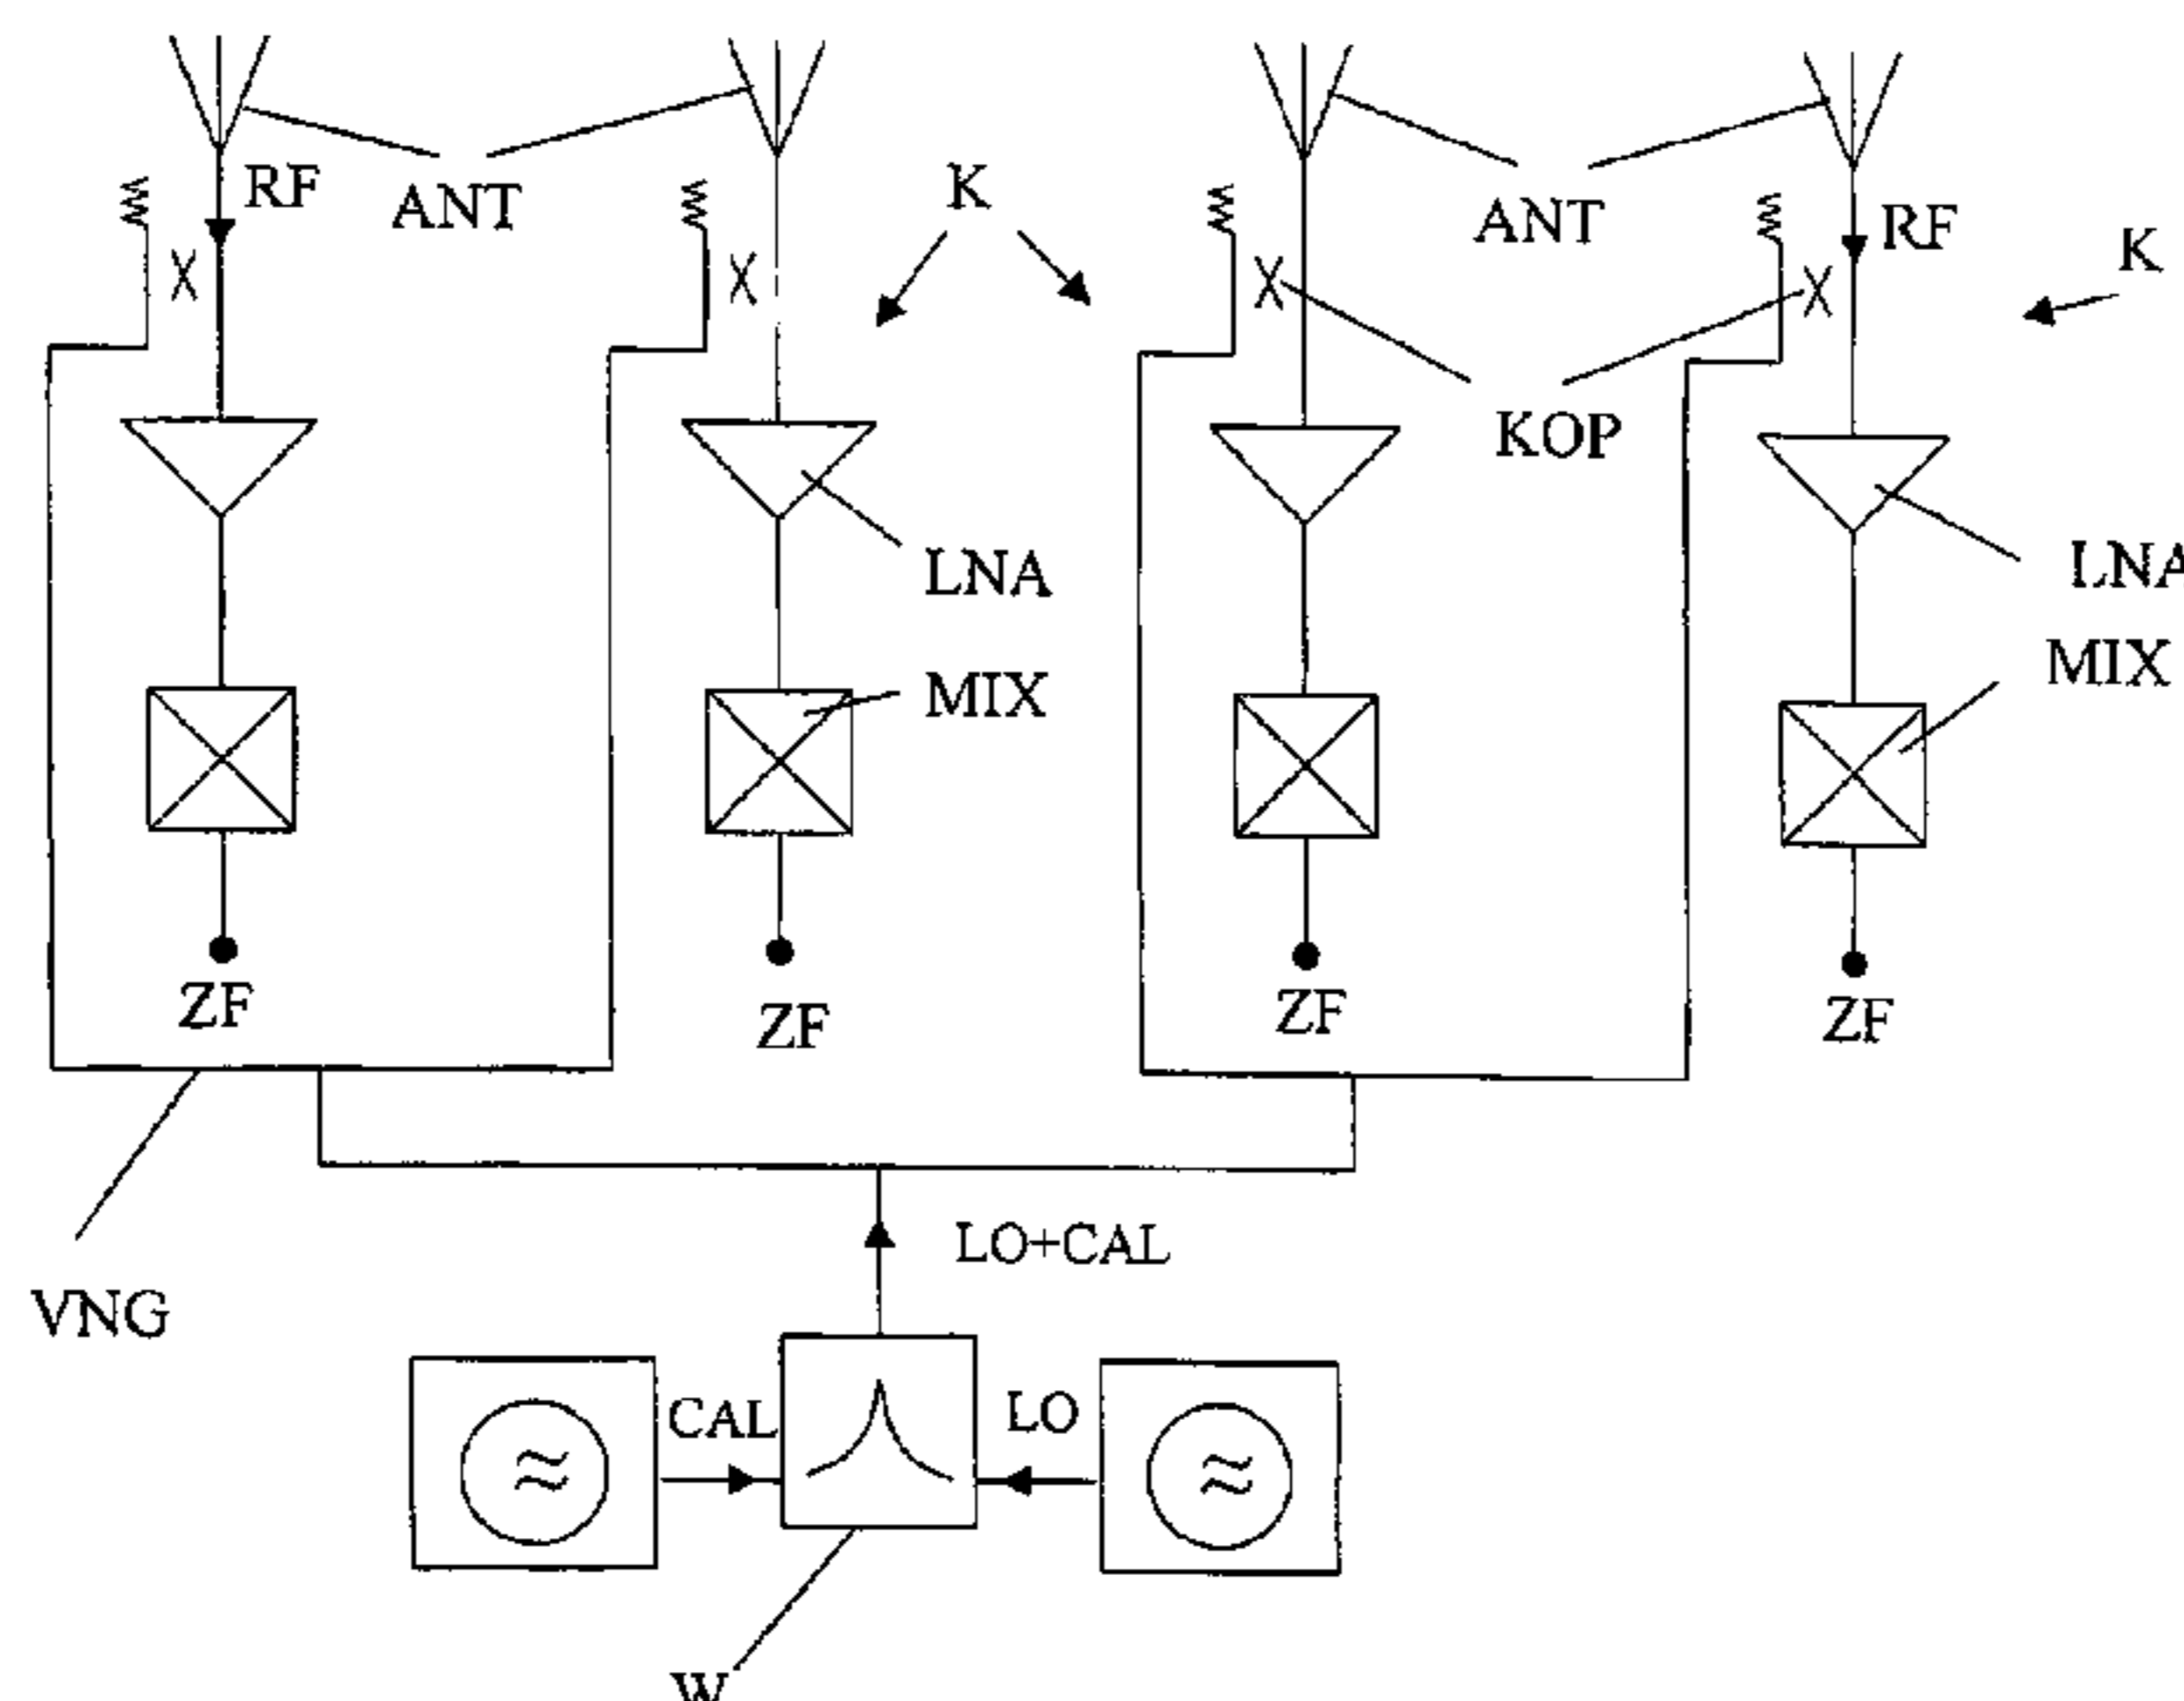 RF
ANT
K
ANT
RF
K
KOP
LNA
LNA
MIX
MIX
ZF
ZF
ZF
ZF
LO+CAL
VNG
CAL
LO
W